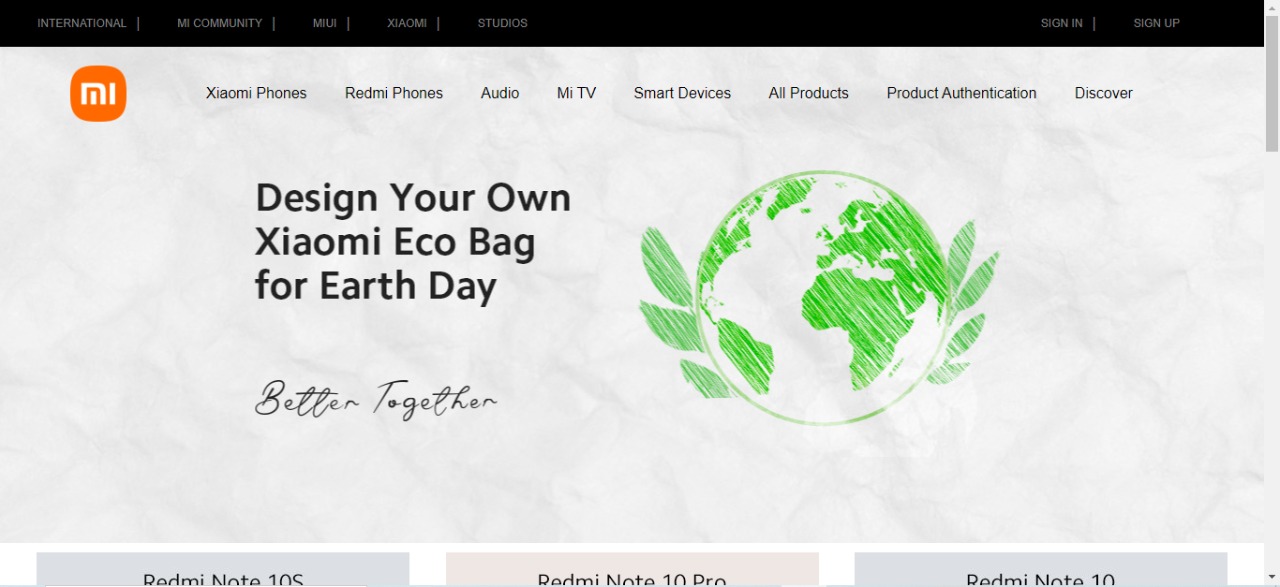 INTERNATIONAL | MI COMMUNITY | MIUI | XIAOMI | STUDIOS SIGN IN | SIGN UP
mi Xiaomi Phones Redmi Phones Audio Mi TV Smart Devices All Products Product Authentication Discover
Design Your Own
Xiaomi Eco Bag
for Earth Day
Better Together
Redmi Note 10S Redmi Note 10 Pro Redmi Note 10